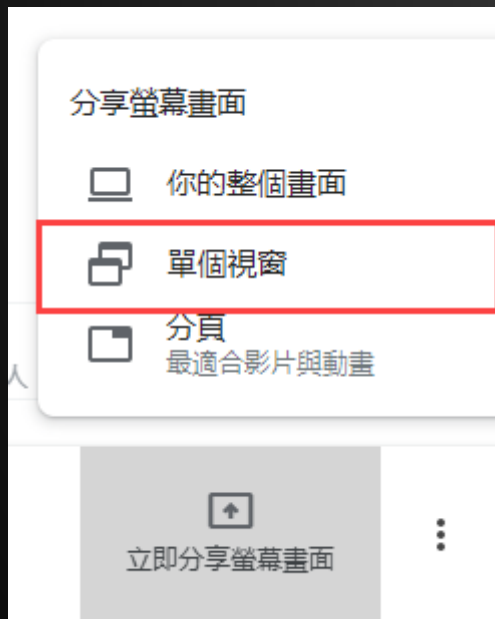 分享螢幕畫面
你的整個畫面
單個視窗
分頁
最適合影片與動畫
人
立即分享螢幕畫面